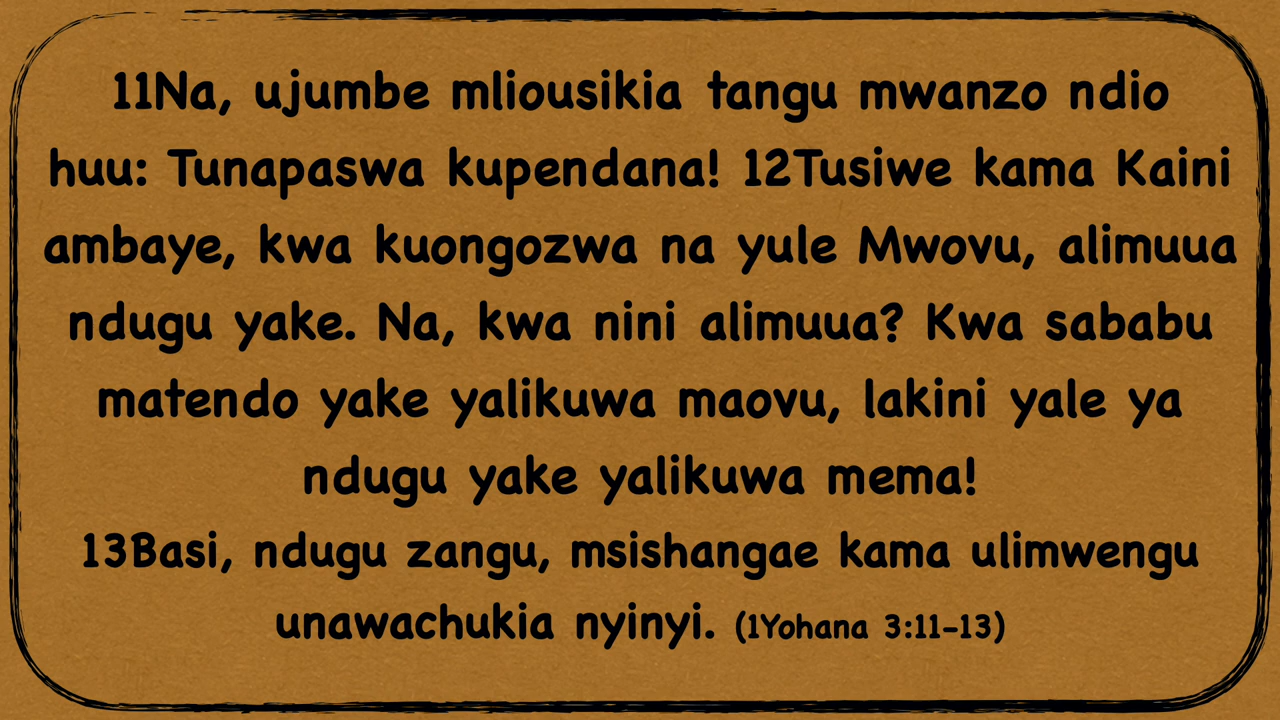 11Na, ujumbe mliousikia tangu mwanzo ndio
huu: Tunapaswa kupendana! 12Tusiwe kama Kaini
ambaye, kwa kuongozwa na yule Mwovu, alimuua
ndugu yake. Na, kwa nini alimuua? Kwa sababu
matendo yake yalikuwa maovu, lakini yale ya
ndugu yake yalikuwa mema!
13Basi, ndugu zangu, msishangae kama ulimwengu
unawachukia nyinyi. (1Yohana 3:11-13)